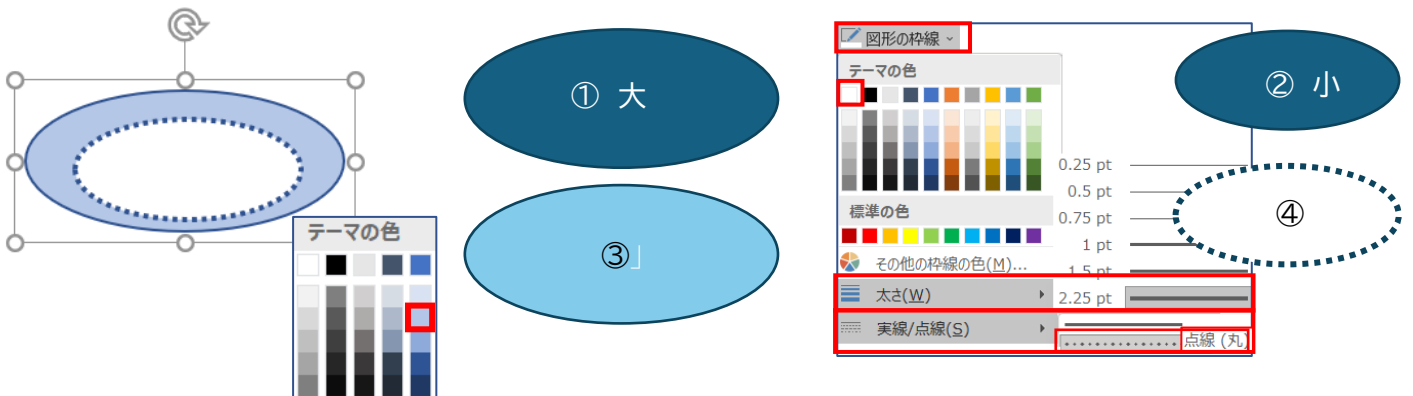 ① 大
③」
テーマの色
図形の枠線
テーマの色
標準の色
その他の枠線の色(M)...
太さ(W)
実線/点線(S)
0.25 pt
0.5 pt
0.75 pt
1 pt
1.5 pt
2.25 pt
点線 (丸)
② 小
④